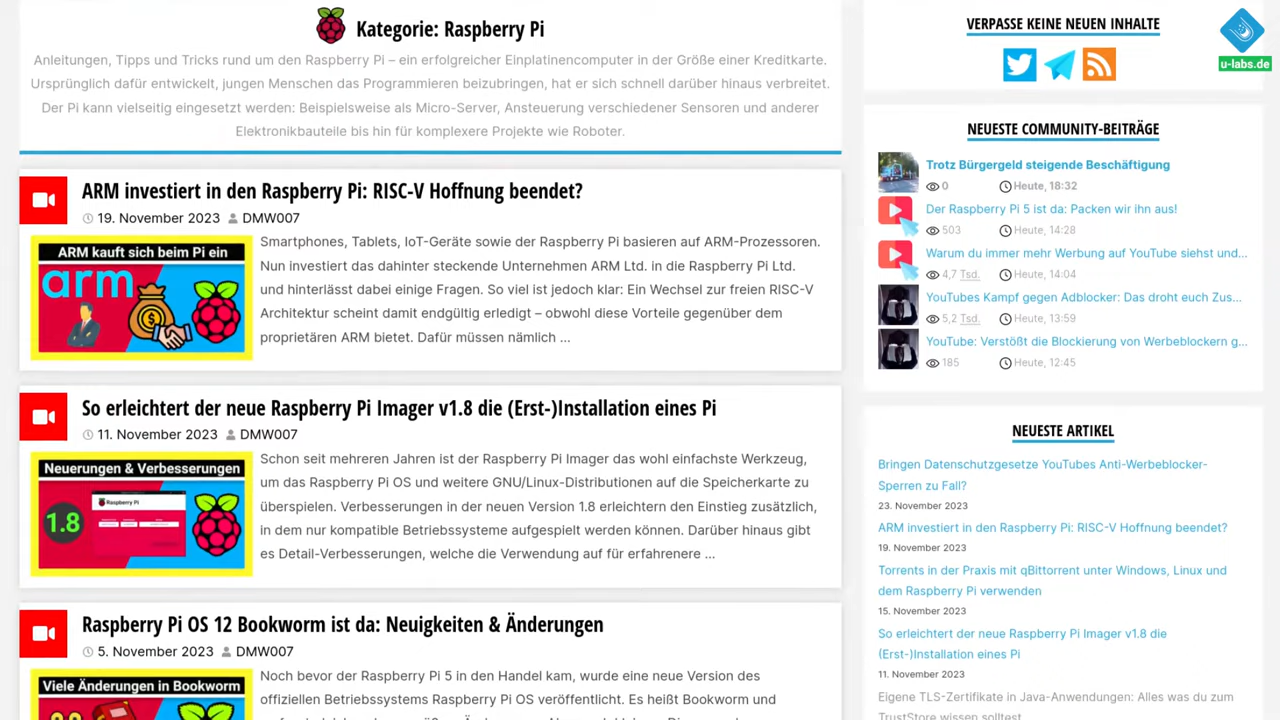 Kategorie: Raspberry Pi
Anleitungen, Tipps und Tricks rund um den Raspberry Pi – ein erfolgreicher Einplatinencomputer in der Größe einer Kreditkarte.
Ursprünglich dafür entwickelt, jungen Menschen das Programmieren beizubringen, hat er sich schnell darüber hinaus verbreitet.
Der Pi kann vielseitig eingesetzt werden: Beispielsweise als Micro-Server, Ansteuerung verschiedener Sensoren und anderer
Elektronikbauteile bis hin für komplexere Projekte wie Roboter.
ARM investiert in den Raspberry Pi: RISC-V Hoffnung beendet?
19. November 2023 DMW007
ARM kauft sich beim Pi ein
arm
Smartphones, Tablets, IoT-Geräte sowie der Raspberry Pi basieren auf ARM-Prozessoren.
Nun investiert das dahinter steckende Unternehmen ARM Ltd. in die Raspberry Pi Ltd.
und hinterlässt dabei einige Fragen. So viel ist jedoch klar: Ein Wechsel zur freien RISC-V
Architektur scheint damit endgültig erledigt – obwohl diese Vorteile gegenüber dem
proprietären ARM bietet. Dafür müssen nämlich ...
So erleichtert der neue Raspberry Pi Imager v1.8 die (Erst-)Installation eines Pi
11. November 2023 DMW007
Neuerungen & Verbesserungen
1.8
Raspberry Pi
Schon seit mehreren Jahren ist der Raspberry Pi Imager das wohl einfachste Werkzeug,
um das Raspberry Pi OS und weitere GNU/Linux-Distributionen auf die Speicherkarte zu
überspielen. Verbesserungen in der neuen Version 1.8 erleichtern den Einstieg zusätzlich,
in dem nur kompatible Betriebssysteme aufgespielt werden können. Darüber hinaus gibt
es Detail-Verbesserungen, welche die Verwendung auf für erfahrenere ...
Raspberry Pi OS 12 Bookworm ist da: Neuigkeiten & Änderungen
5. November 2023 DMW007
Viele Änderungen in Bookworm
Noch bevor der Raspberry Pi 5 in den Handel kam, wurde eine neue Version des
offiziellen Betriebssystems Raspberry Pi OS veröffentlicht. Es heißt Bookworm und
VERPASSE KEINE NEUEN INHALTE
u-labs.de
NEUESTE COMMUNITY-BEITRÄGE
Trotz Bürgergeld steigende Beschäftigung
0 Heute, 18:32
Der Raspberry Pi 5 ist da: Packen wir ihn aus!
503 Heute, 14:28
Warum du immer mehr Werbung auf YouTube siehst und...
4,7 Tsd. Heute, 14:04
YouTubes Kampf gegen Adblocker: Das droht euch Zus...
5,2 Tsd. Heute, 13:59
YouTube: Verstößt die Blockierung von Werbeblockern g...
185 Heute, 12:45
NEUESTE ARTIKEL
Bringen Datenschutzgesetze YouTubes Anti-Werbeblocker-
Sperren zu Fall?
23. November 2023
ARM investiert in den Raspberry Pi: RISC-V Hoffnung beendet?
19. November 2023
Torrents in der Praxis mit qBittorrent unter Windows, Linux und
dem Raspberry Pi verwenden
15. November 2023
So erleichtert der neue Raspberry Pi Imager v1.8 die
(Erst-)Installation eines Pi
11. November 2023
Eigene TLS-Zertifikate in Java-Anwendungen: Alles was du zum
TrustStore wissen solltest